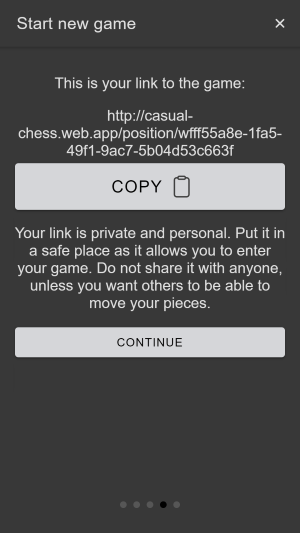 Start new game ×
This is your link to the game:
http://casual-
chess.web.app/position/wfff55a8e-1fa5-
49f1-9ac7-5b04d53c663f
COPY
Your link is private and personal. Put it in
a safe place as it allows you to enter
your game. Do not share it with anyone,
unless you want others to be able to
move your pieces.
CONTINUE